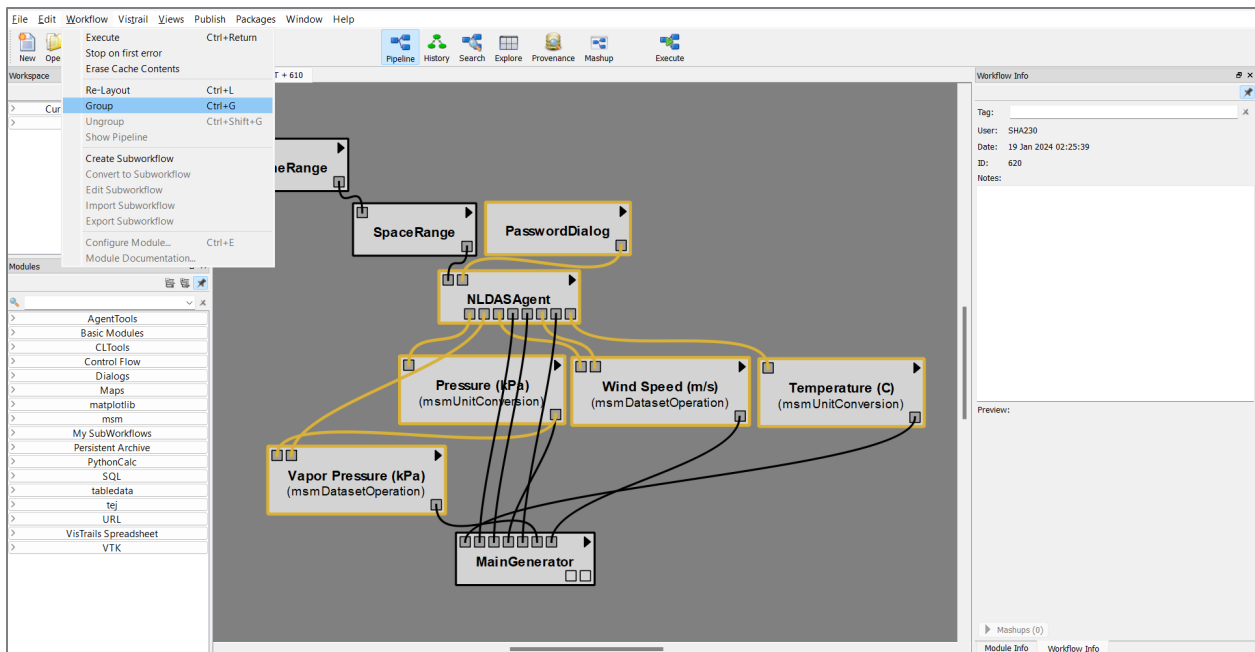 File Edit Workflow Vistrail Views Publish Packages Window Help
New
Pipeline History Search Explore Provenance Mashup Execute
Execute Ctrl+Return
Stop on first error
Erase Cache Contents
Re-Layout Ctrl+L
Group Ctrl+G
Ungroup Ctrl+Shift+G
Show Pipeline
Create Subworkflow
Convert to Subworkflow
Edit Subworkflow
Import Subworkflow
Export Subworkflow
Configure Module... Ctrl+E
Module Documentation...
Workspace
T + 610
Modules
AgentTools
Basic Modules
CLTools
Control Flow
Dialogs
Maps
matplotlib
msm
My SubWorkflows
Persistent Archive
PythonCalc
SQL
tabledata
tej
URL
VisTrails Spreadsheet
VTK
neRange
SpaceRange
PasswordDialog
NLDASAgent
Pressure (kPa)
(msmUnitConversion)
Wind Speed (m/s)
(msmDatasetOperation)
Temperature (C)
(msmUnitConversion)
Vapor Pressure (kPa)
(msmDatasetOperation)
MainGenerator
Workflow Info
Tag:
User: SHA230
Date: 19 Jan 2024 02:25:39
ID: 620
Notes:
Preview:
Mashups (0)
Module Info Workflow Info